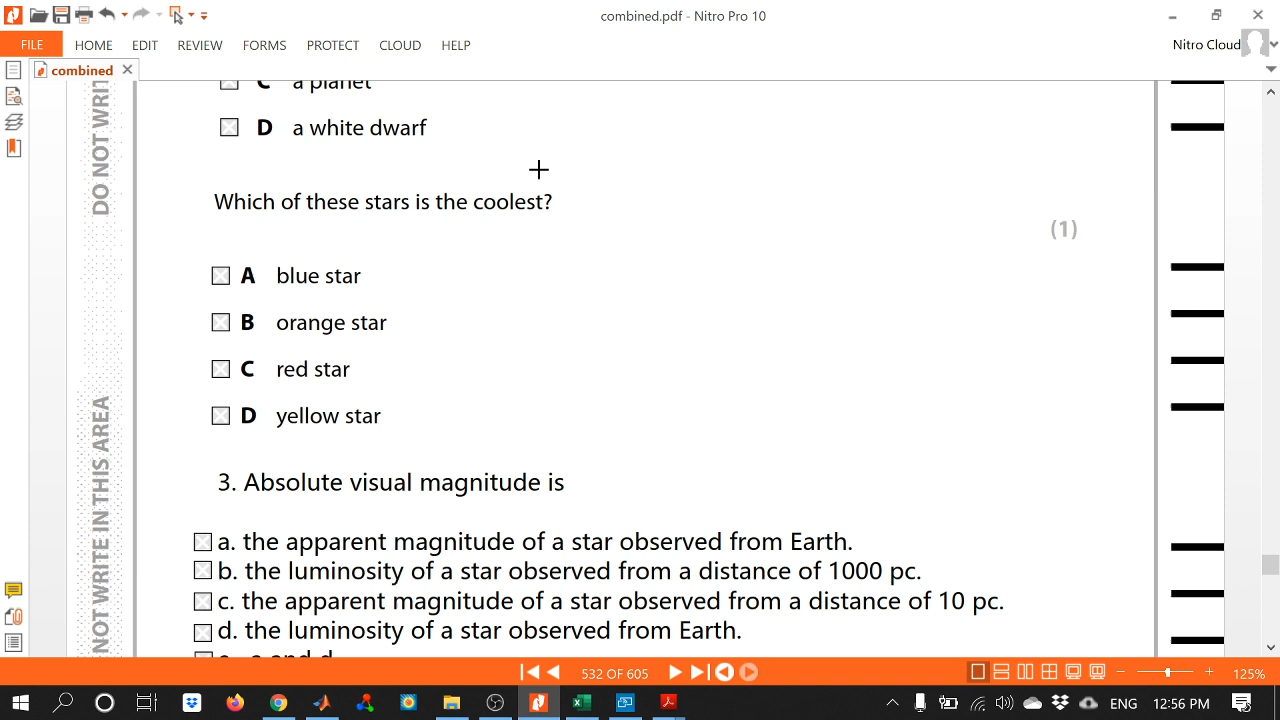 combined.pdf - Nitro Pro 10
FILE HOME EDIT REVIEW FORMS PROTECT CLOUD HELP
Nitro Cloud
combined
C a planet
D a white dwarf
Which of these stars is the coolest?
(1)
A blue star
B orange star
C red star
D yellow star
3. Absolute visual magnitude is
a. the apparent magnitude of a star observed from Earth.
b. the luminosity of a star observed from a distance of 1000 pc.
c. the apparent magnitude of a star observed from a distance of 10 pc.
d. the luminosity of a star observed from Earth.
DO NOT WRIT
NOT WRITE IN THIS AREA
532 OF 605
125%
ENG 12:56 PM